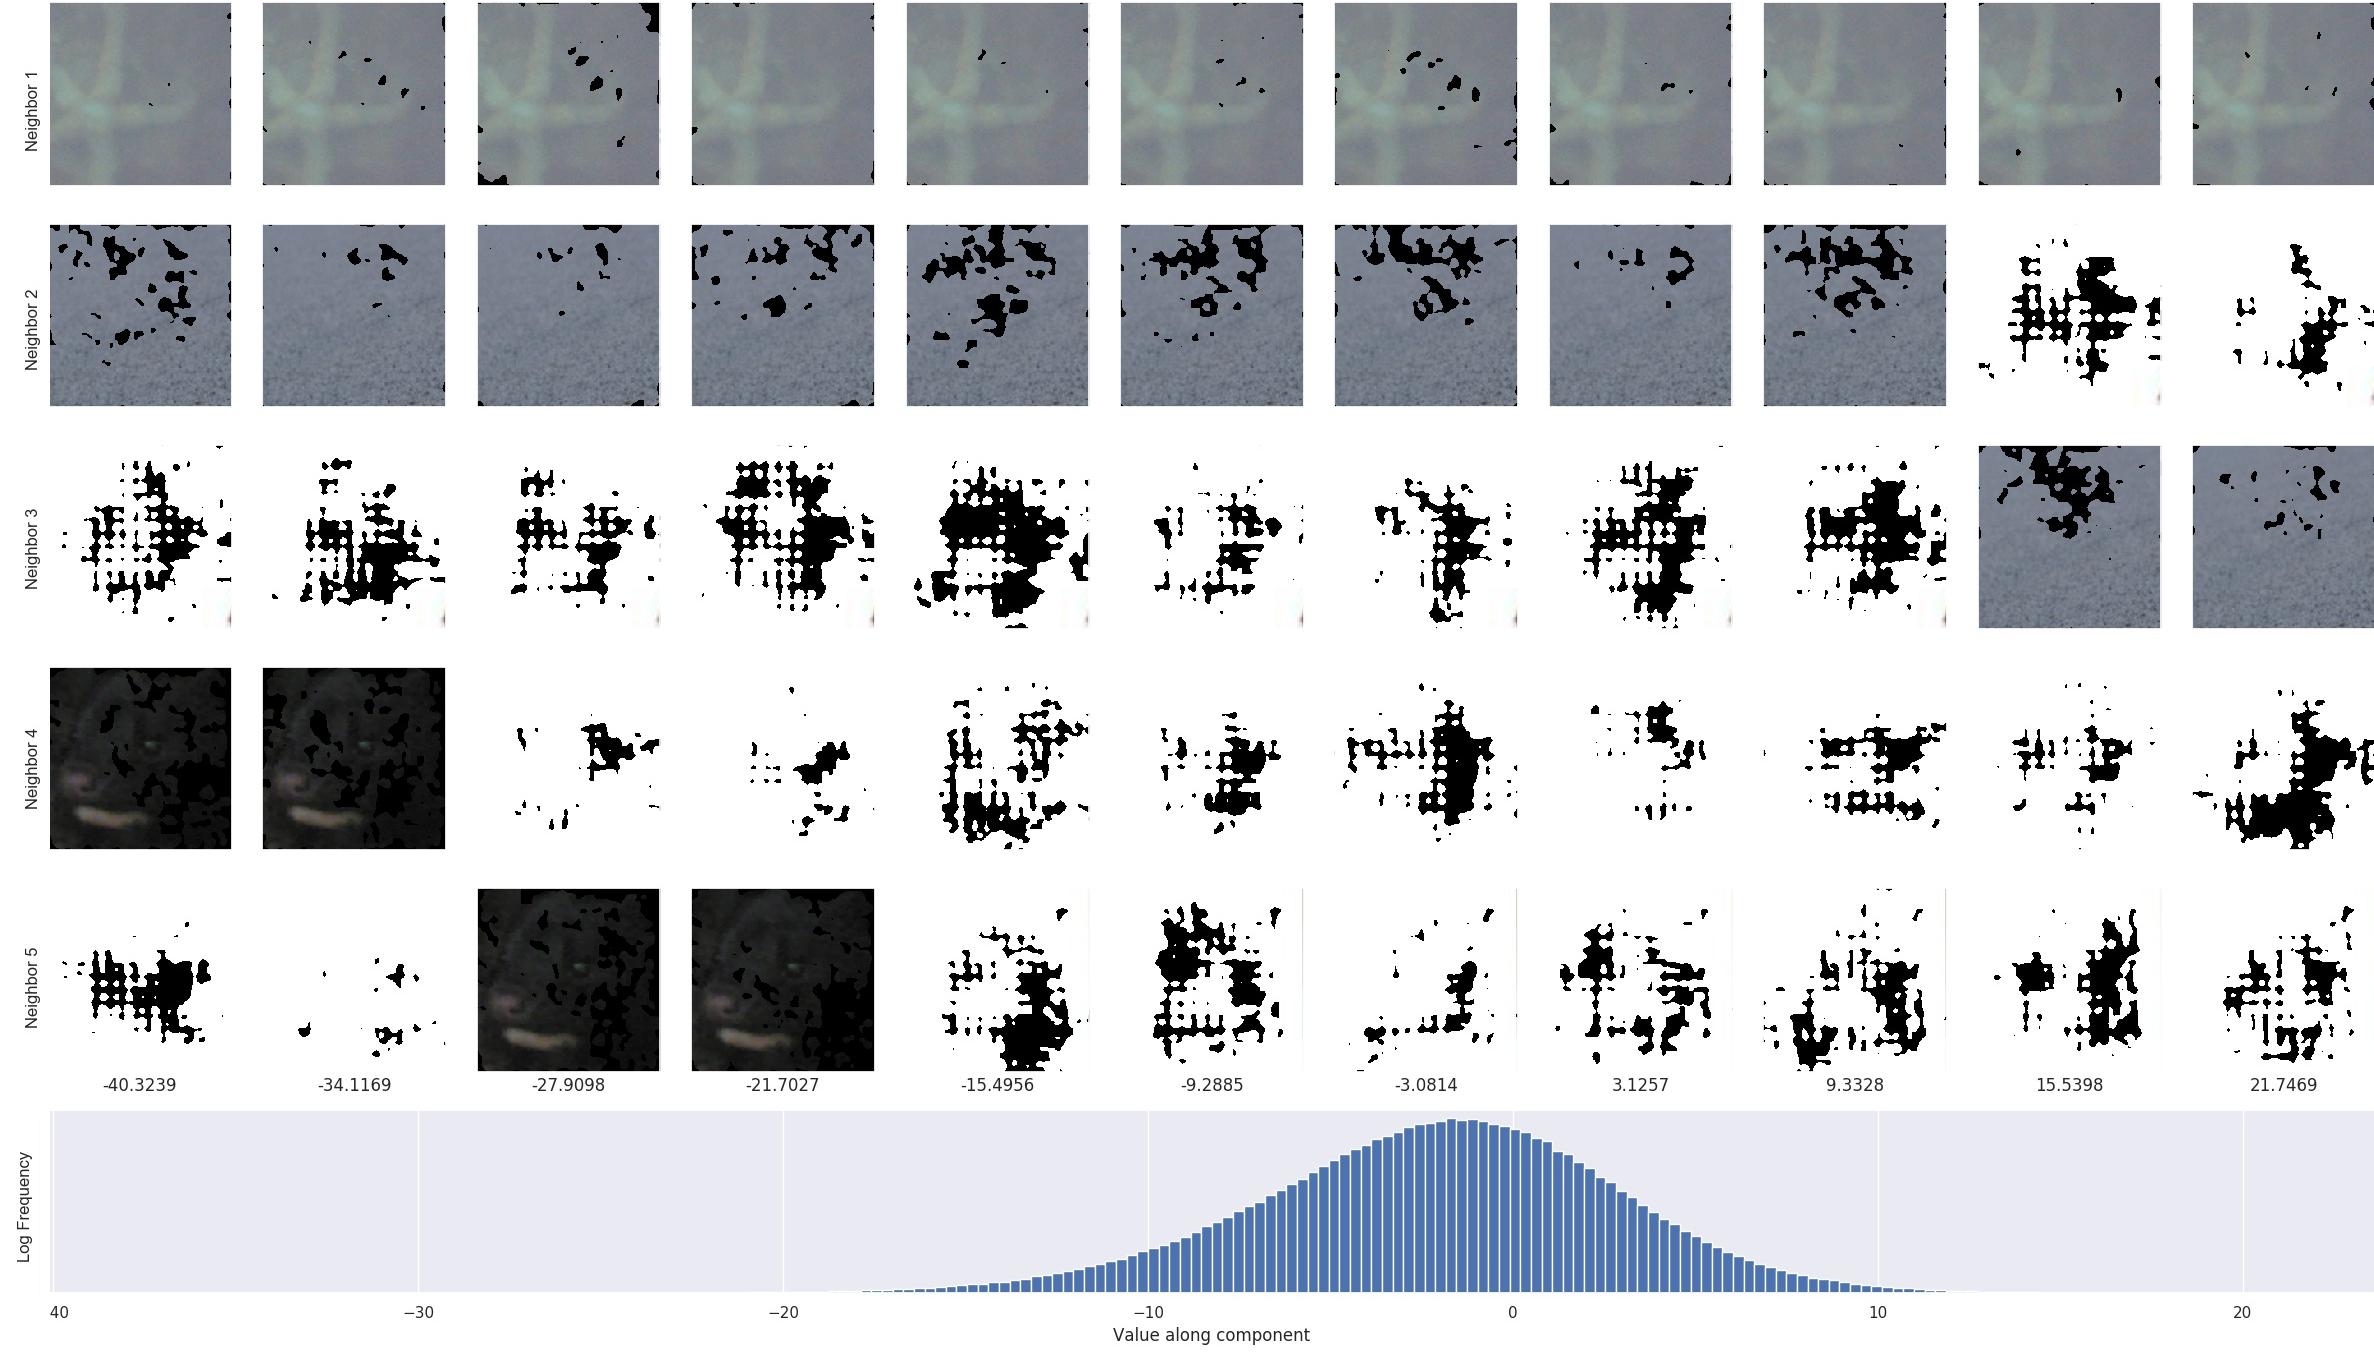 Neighbor 1
Neighbor 2
Neighbor 3
Neighbor 4
Neighbor 5
-40.3239 -34.1169 -27.9098 -21.7027 -15.4956 -9.2885 -3.0814 3.1257 9.3328 15.5398 21.7469
Log Frequency
40 −30 −20 −10 0 10 20
Value along component